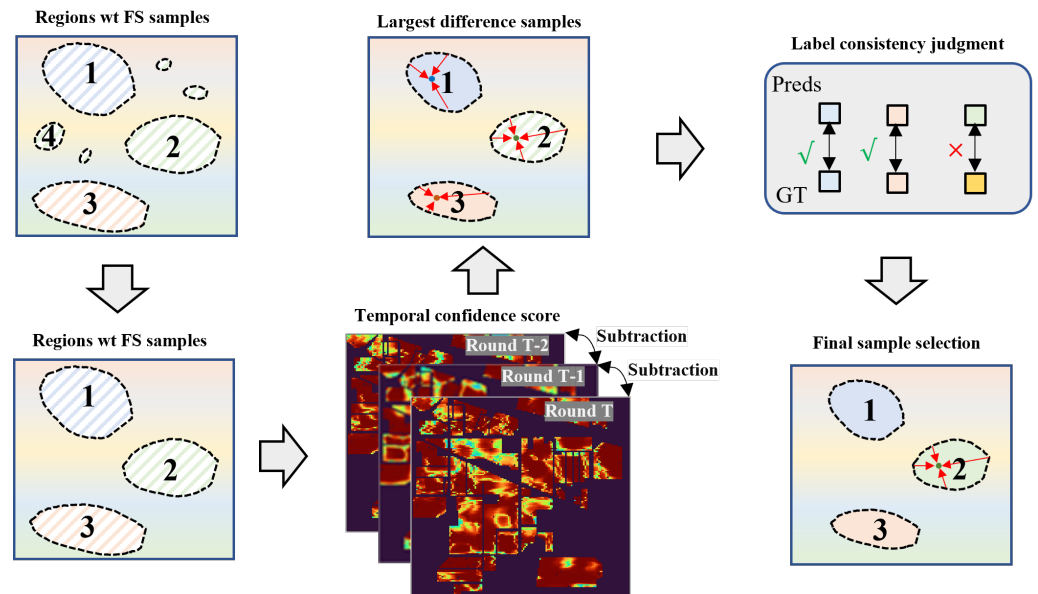 Regions wt FS samples
1
4
2
3
Largest difference samples
1
2
3
Label consistency judgment
Preds
√ √ ×
GT
Regions wt FS samples
1
2
3
Temporal confidence score
Round T-2
Subtraction
Round T-1
Subtraction
Round T
Final sample selection
1
2
3